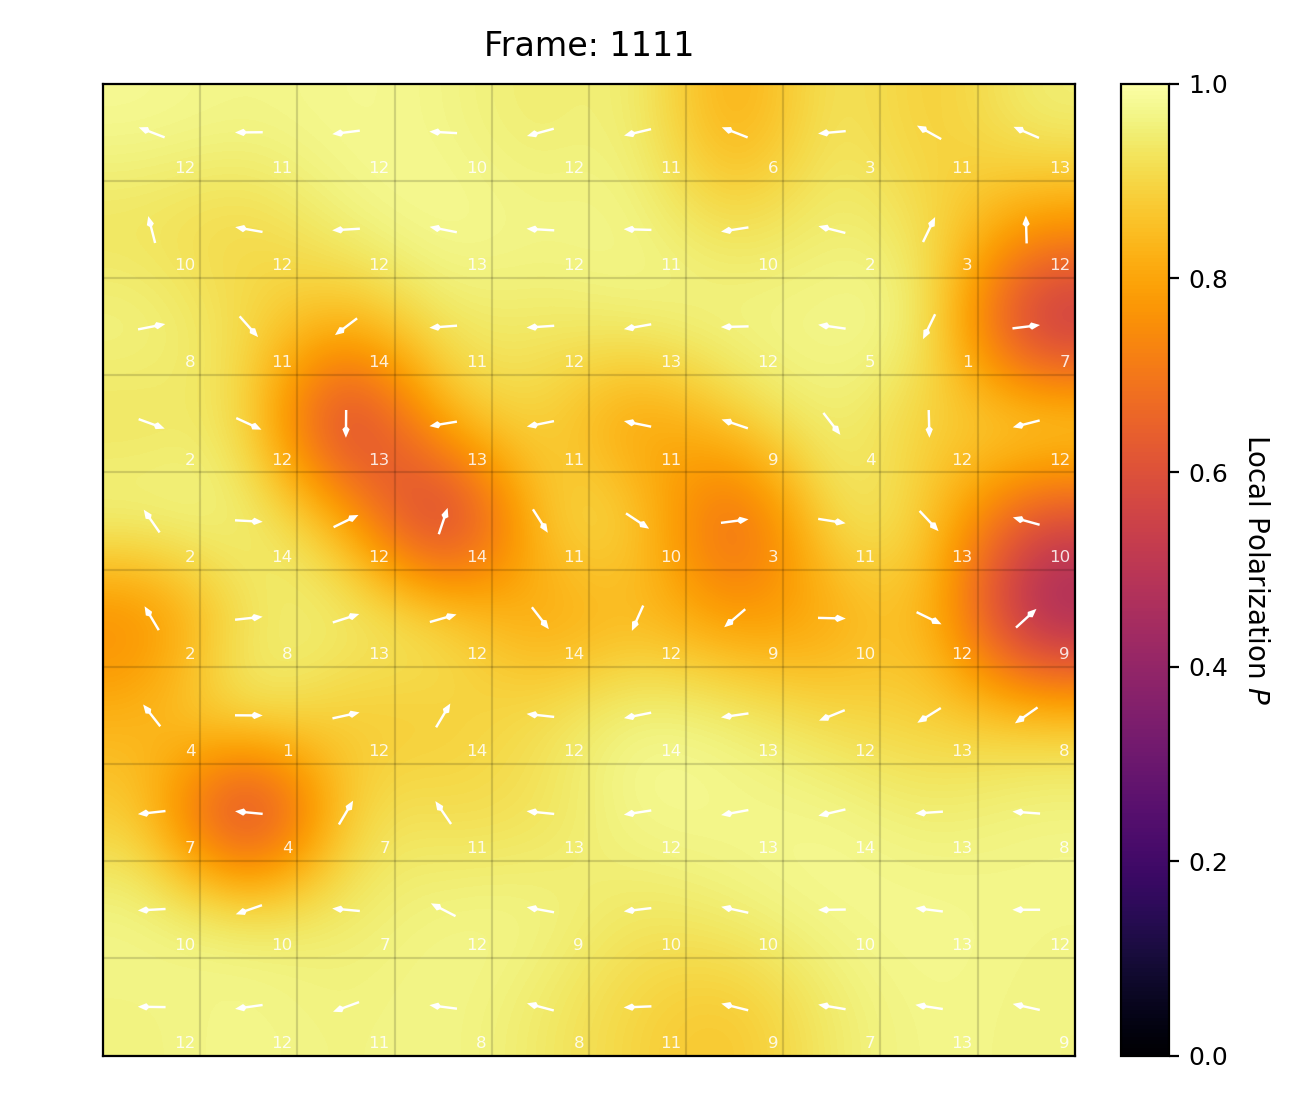 Frame: 1111
12 11 12 10 12 11 6 3 11 13
10 12 12 13 12 11 10 2 3 12
8 11 14 11 12 13 12 5 1 7
2 12 13 13 11 11 9 4 12 12
2 14 12 14 11 10 3 11 13 10
2 8 13 12 14 12 9 10 12 9
4 1 12 14 12 14 13 12 13 8
7 4 7 11 13 12 13 14 13 8
10 10 7 12 9 10 10 10 13 12
12 12 11 8 8 11 9 7 13 9
1.0
0.8
0.6
0.4
0.2
0.0
Local Polarization P